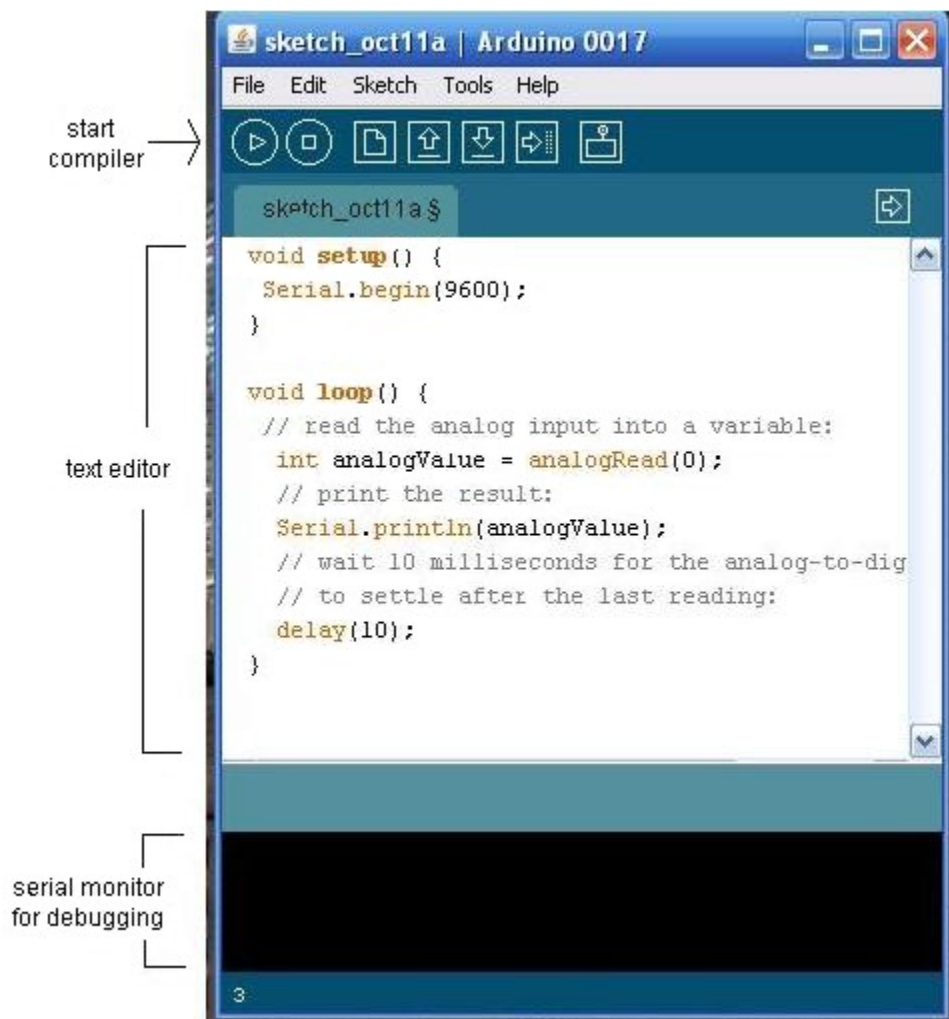 sketch_oct11a | Arduino 0017
File Edit Sketch Tools Help
start
compiler
sketch_oct11a §
void setup() {
Serial.begin(9600);
}
void loop() {
// read the analog input into a variable:
int analogValue = analogRead(0);
// print the result:
Serial.println(analogValue);
// wait 10 milliseconds for the analog-to-dig
// to settle after the last reading:
delay(10);
}
text editor
serial monitor
for debugging
3